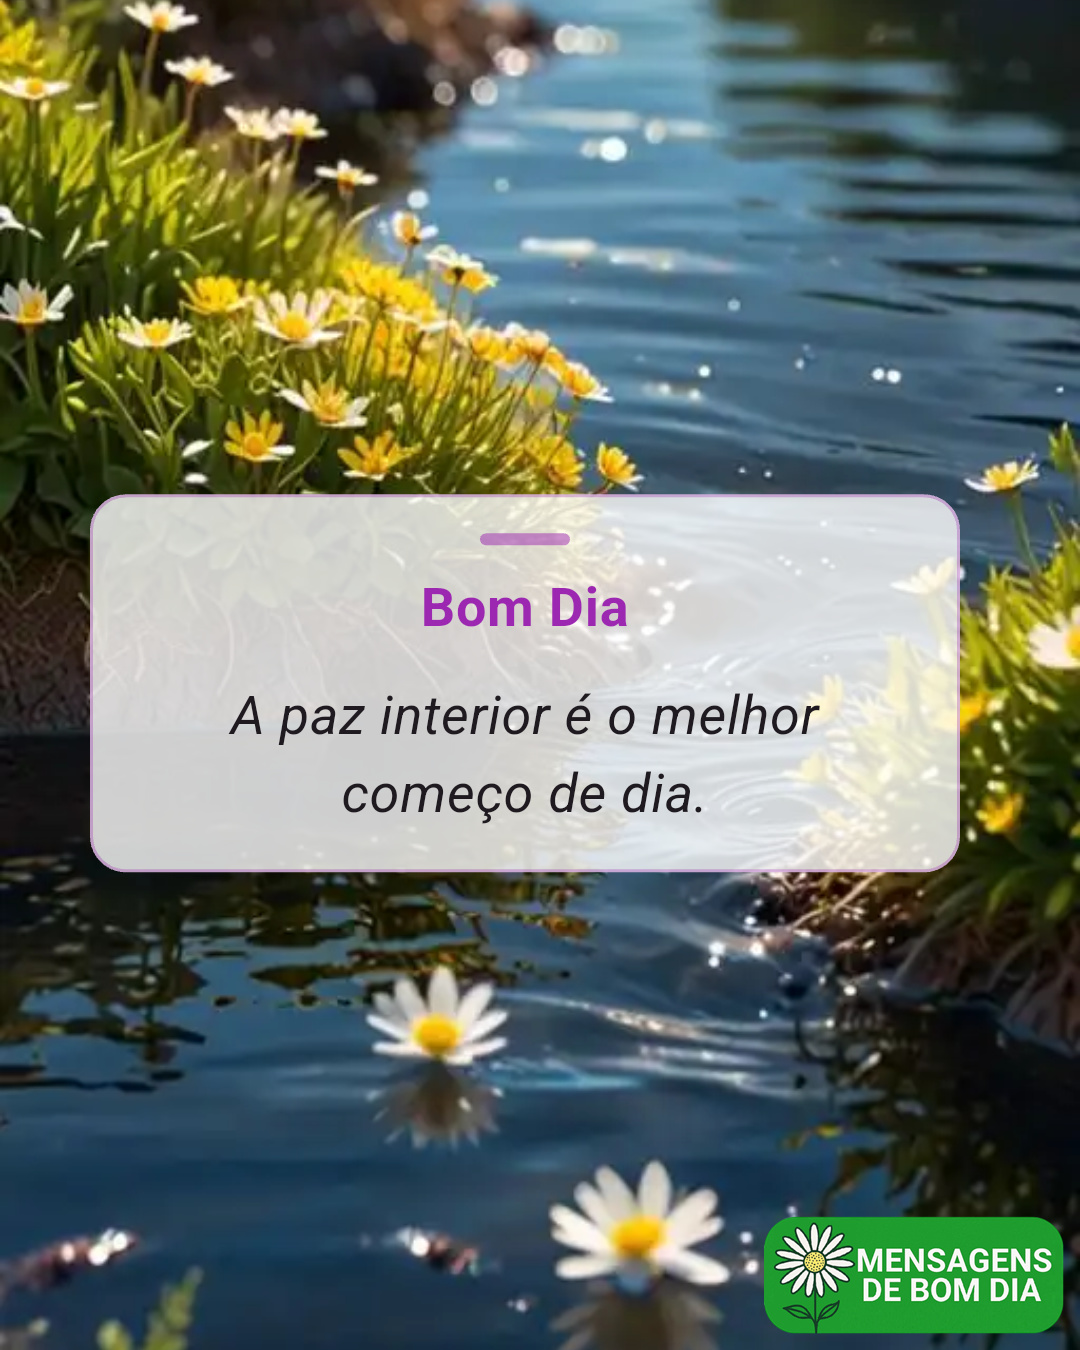 Bom Dia
A paz interior é o melhor
começo de dia.
MENSAGENS
DE BOM DIA